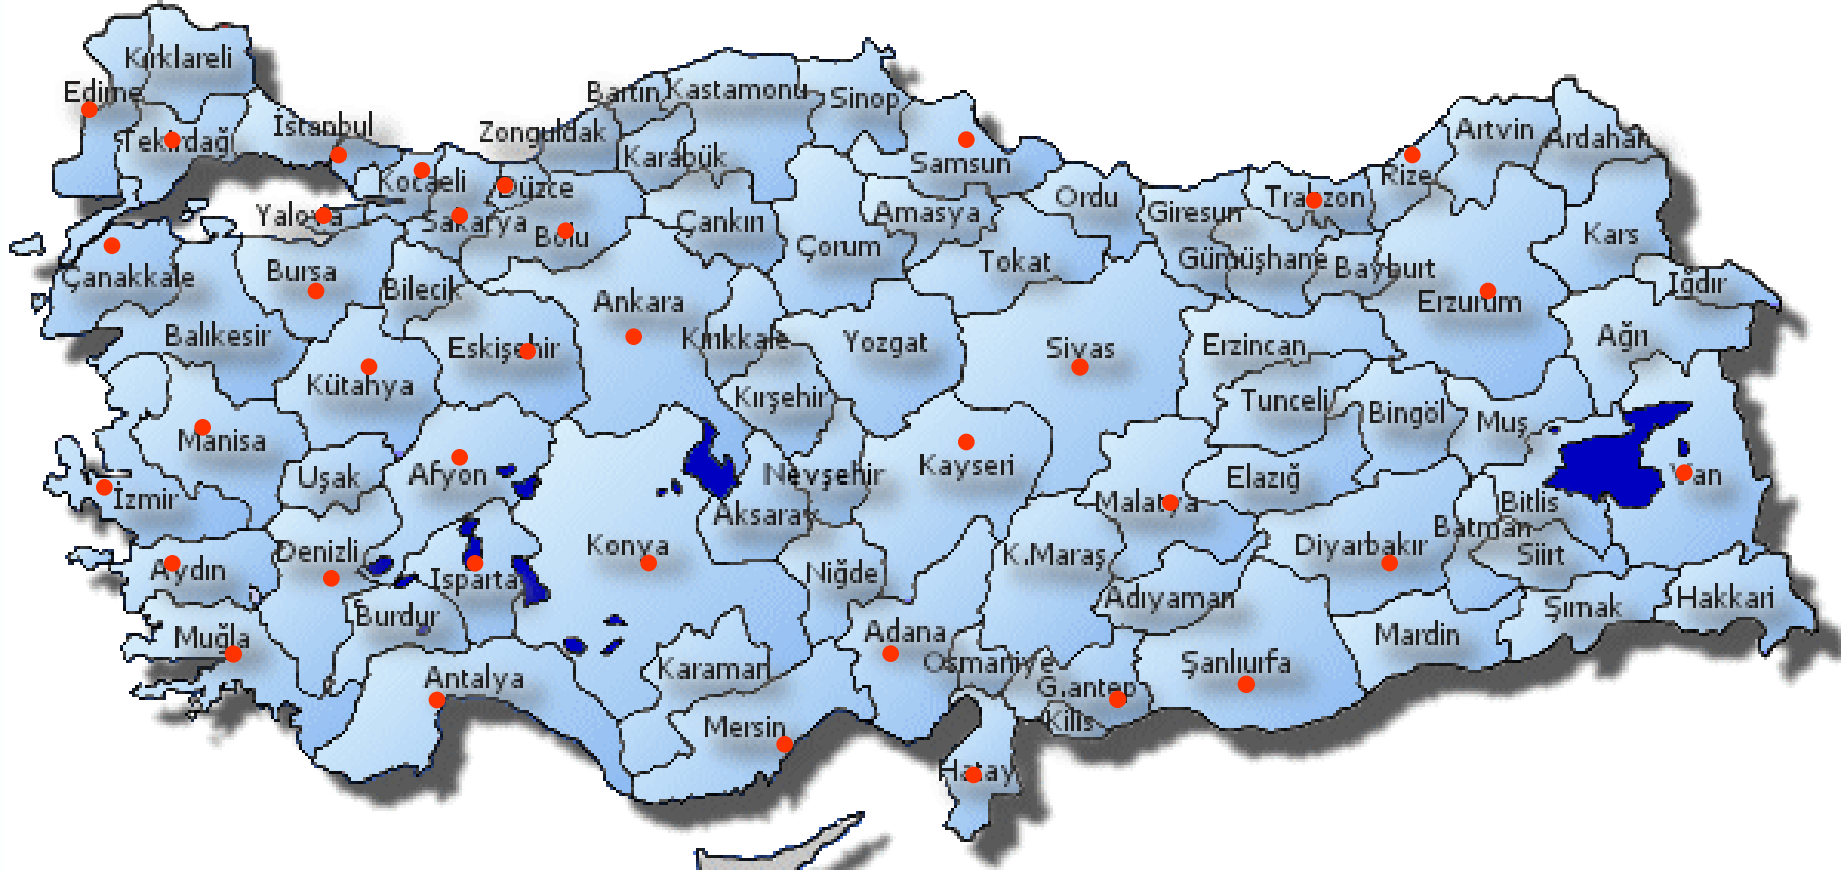 Kırklareli
Edirne
Tekirdağ
İstanbul
Kocaeli
Yalova
Sakarya
Düzce
Zonguldak
Bartın
Kastamonu
Karabük
Sinop
Samsun
Bolu
Çankırı
Çorum
Amasya
Tokat
Ordu
Giresun
Trabzon
Rize
Artvin
Ardahan
Kars
Iğdır
Gümüşhane
Bayburt
Erzurum
Ağrı
Çanakkale
Balıkesir
Bursa
Bilecik
Eskişehir
Kütahya
Ankara
Kırıkkale
Kırşehir
Yozgat
Sivas
Erzincan
Tunceli
Bingöl
Muş
Manisa
İzmir
Uşak
Afyon
Konya
Aksaray
Nevşehir
Kayseri
Malatya
Elazığ
Diyarbakır
Batman
Bitlis
Siirt
Van
Aydın
Denizli
Isparta
Burdur
Muğla
Antalya
Karaman
Mersin
Niğde
Adana
Osmaniye
K.Maraş
Adıyaman
G.antep
Kilis
Hatay
Şanlıurfa
Mardin
Şırnak
Hakkari